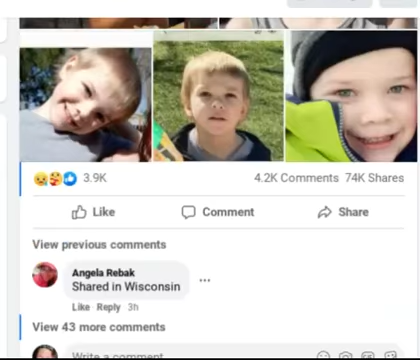 3.9K 4.2K Comments 74K Shares
Like Comment Share
View previous comments
Angela Rebak
Shared in Wisconsin
Like · Reply · 3h
View 43 more comments
Write a comment